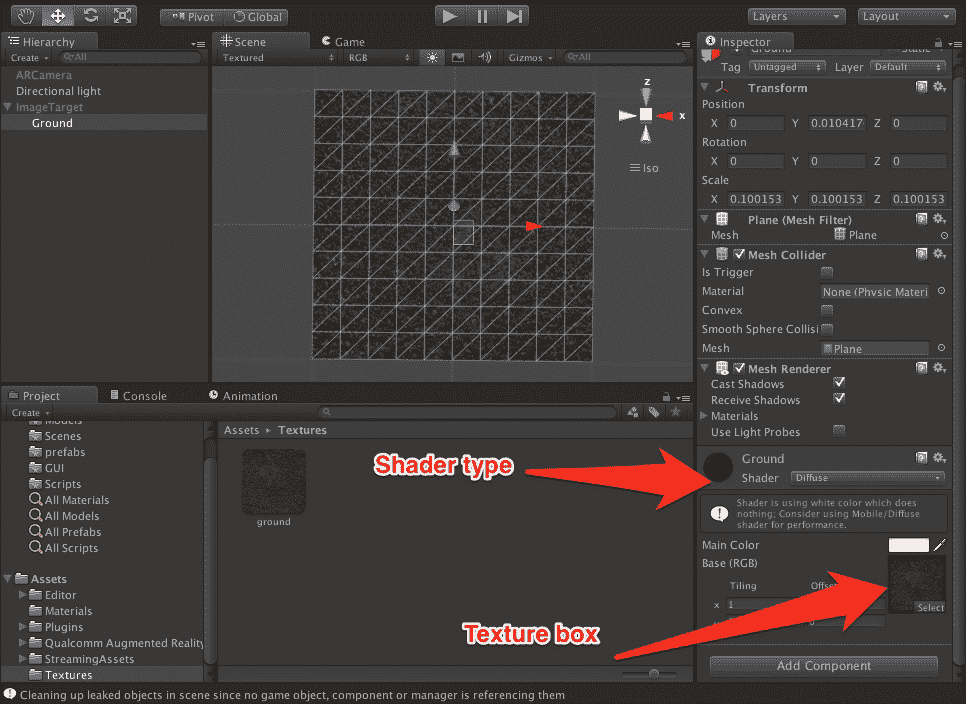 Pivot Global Layers Layout
Hierarchy
Create All
ARCamera
Directional light
ImageTarget
Ground
Scene Game
Textured RGB Gizmos All
z
x
Iso
Inspector
Ground Static
Tag Untagged Layer Default
Transform
Position
X 0 Y 0.010417 Z 0
Rotation
X 0 Y 0 Z 0
Scale
X 0.100153 Y 0.100153 Z 0.100153
Plane (Mesh Filter)
Mesh Plane
Mesh Collider
Is Trigger
Material None (Physic Materi
Convex
Smooth Sphere Collisi
Mesh Plane
Mesh Renderer
Cast Shadows
Receive Shadows
Materials
Use Light Probes
Ground
Shader Diffuse
Shader is using white color which does
nothing; Consider using Mobile/Diffuse
shader for performance.
Main Color
Base (RGB)
Tiling Offset
x 1
Select
Add Component
Project Console Animation
Create
Models
Scenes
prefabs
GUI
Scripts
All Materials
All Models
All Prefabs
All Scripts
Assets
Editor
Materials
Plugins
Qualcomm Augmented Reality
StreamingAssets
Textures
Assets Textures
ground
Shader type
Texture box
Cleaning up leaked objects in scene since no game object, component or manager is referencing them